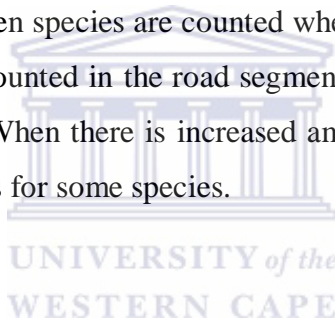 en species are counted whe
ounted in the road segmen
When there is increased an
s for some species.
UNIVERSITY of the
WESTERN CAPE